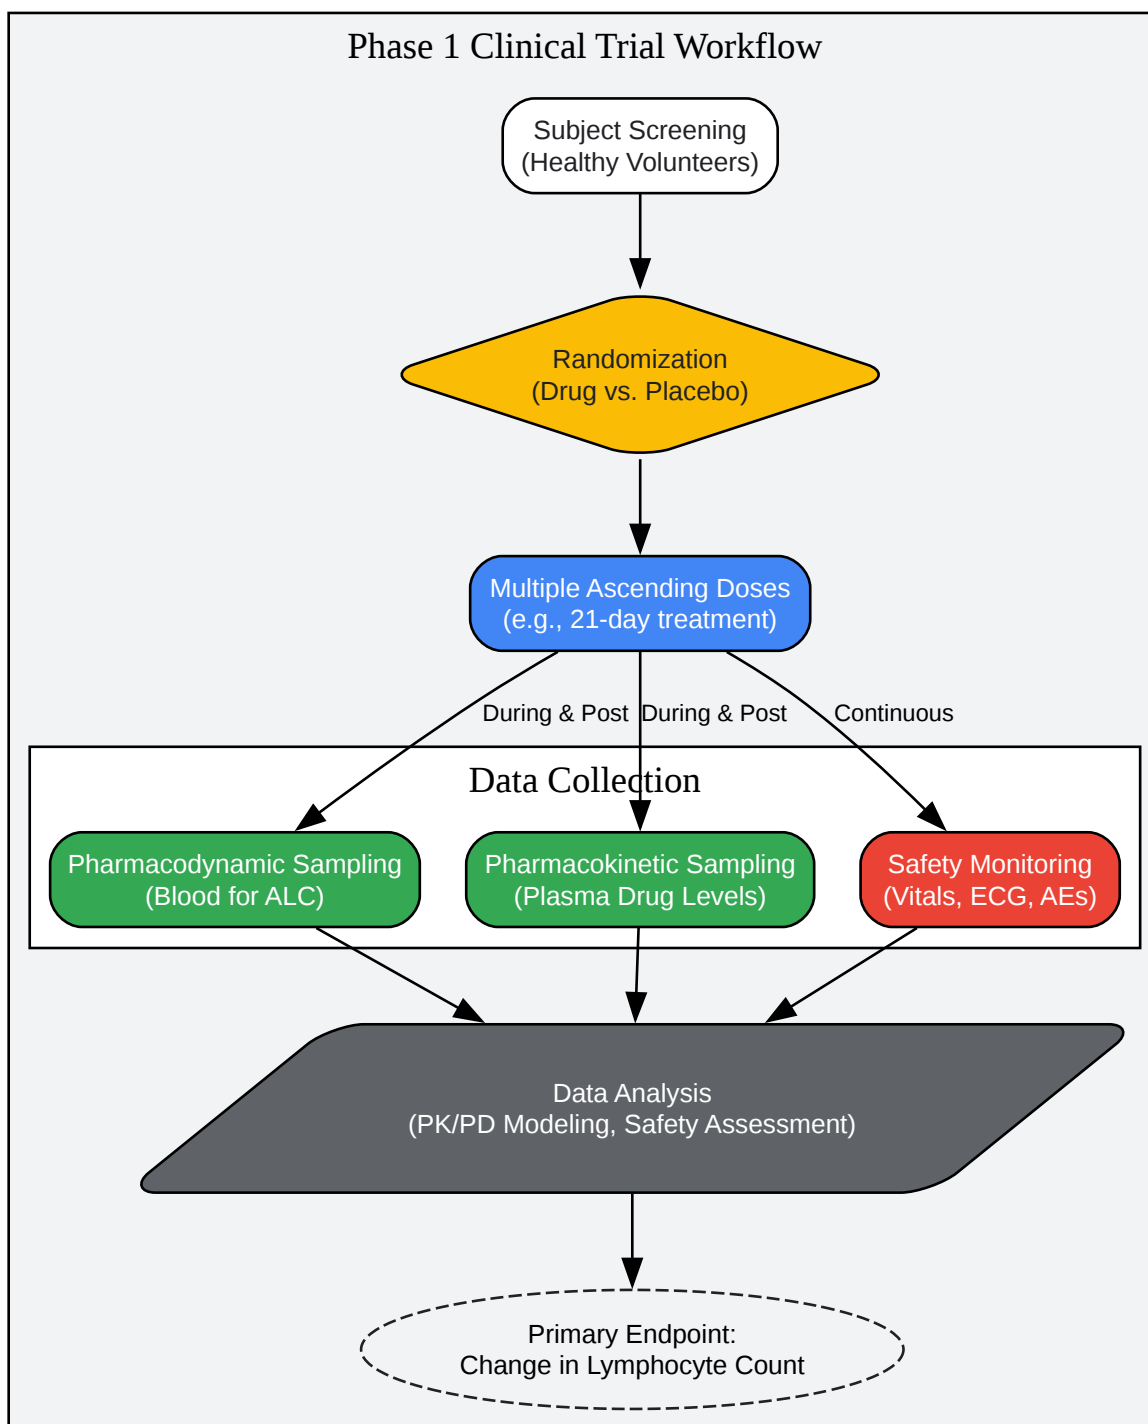 Phase 1 Clinical Trial Workflow
Subject Screening
(Healthy Volunteers)
Randomization
(Drug vs. Placebo)
Multiple Ascending Doses
(e.g., 21-day treatment)
During & Post
During & Post
Continuous
Data Collection
Pharmacodynamic Sampling
(Blood for ALC)
Pharmacokinetic Sampling
(Plasma Drug Levels)
Safety Monitoring
(Vitals, ECG, AEs)
Data Analysis
(PK/PD Modeling, Safety Assessment)
Primary Endpoint:
Change in Lymphocyte Count